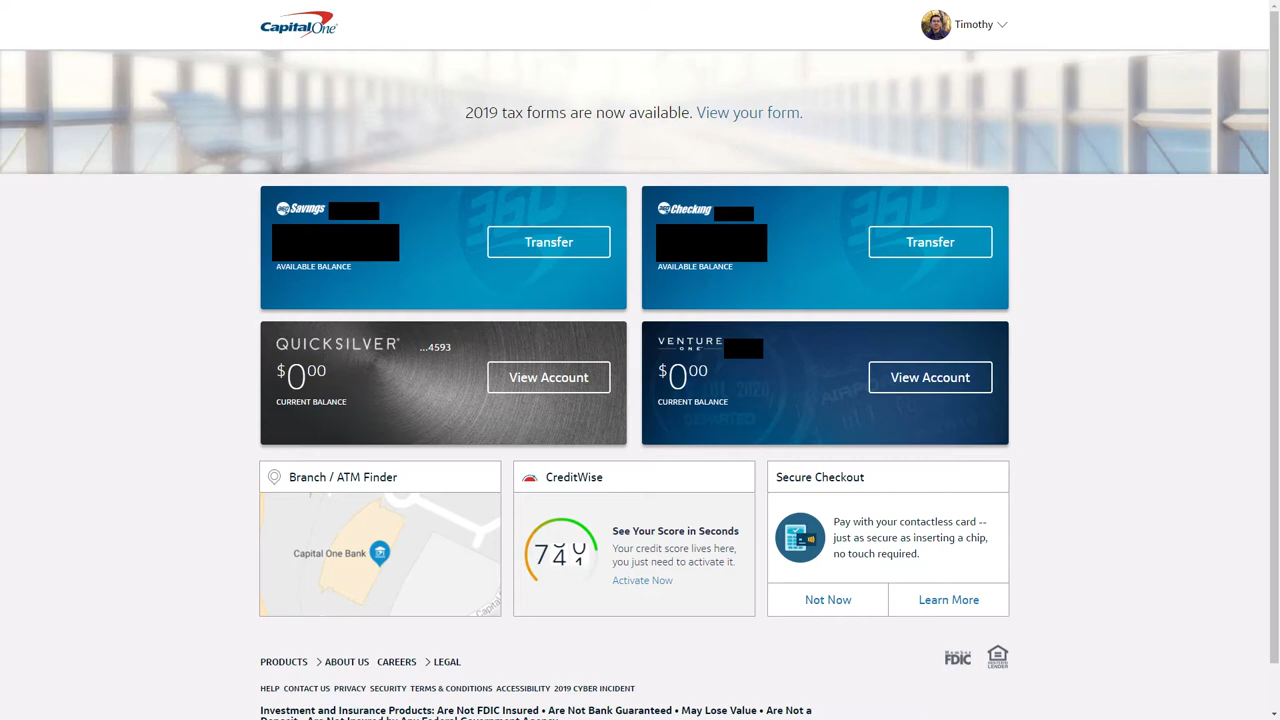 CapitalOne
Timothy
2019 tax forms are now available. View your form.
360 Savings
Transfer
AVAILABLE BALANCE
360 Checking
Transfer
AVAILABLE BALANCE
QUICKSILVER® ...4593
$0.00
View Account
CURRENT BALANCE
VENTURE
ONE
$0.00
View Account
CURRENT BALANCE
Branch / ATM Finder
Capital One Bank
CreditWise
See Your Score in Seconds
Your credit score lives here,
you just need to activate it.
Activate Now
Secure Checkout
Pay with your contactless card --
just as secure as inserting a chip,
no touch required.
Not Now
Learn More
PRODUCTS ABOUT US CAREERS LEGAL
Member
FDIC
HELP CONTACT US PRIVACY SECURITY TERMS & CONDITIONS ACCESSIBILITY 2019 CYBER INCIDENT
Investment and Insurance Products: Are Not FDIC Insured • Are Not Bank Guaranteed • May Lose Value • Are Not a